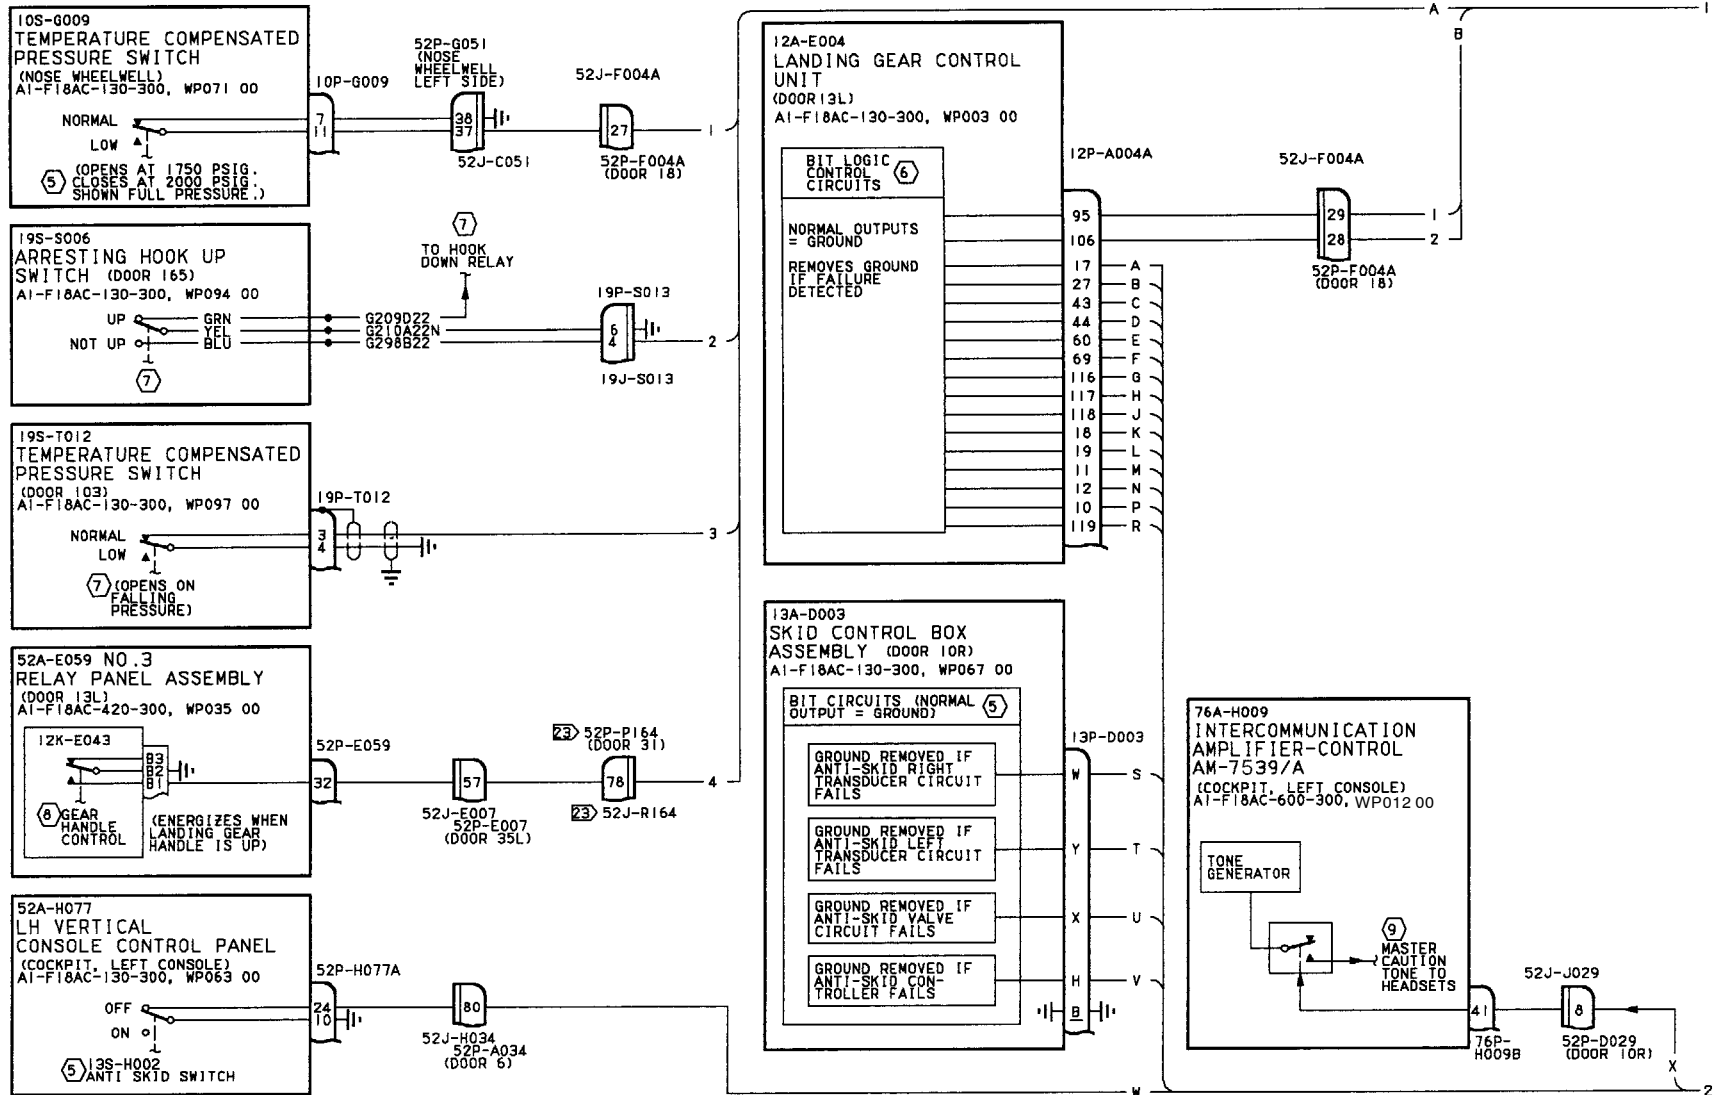 10S-G009
TEMPERATURE COMPENSATED
PRESSURE SWITCH
(NOSE WHEELWELL)
A1-F18AC-130-300, WP071 00
NORMAL
LOW
5
(OPENS AT 1750 PSIG.
CLOSES AT 2000 PSIG.
SHOWN FULL PRESSURE.)
10P-G009
7
11
52P-G051
(NOSE
WHEELWELL
LEFT SIDE)
38
37
52J-C051
52J-F004A
27
52P-F004A
(DOOR 18)
1
19S-S006
ARRESTING HOOK UP
SWITCH (DOOR 165)
A1-F18AC-130-300, WP094 00
UP
GRN
YEL
NOT UP
BLU
7
7
TO HOOK
DOWN RELAY
G209D22
G210A22N
G298B22
19P-S013
6
4
19J-S013
2
19S-T012
TEMPERATURE COMPENSATED
PRESSURE SWITCH
(DOOR 103)
A1-F18AC-130-300, WP097 00
NORMAL
LOW
7
(OPENS ON
FALLING
PRESSURE)
19P-T012
3
4
3
52A-E059 NO.3
RELAY PANEL ASSEMBLY
(DOOR 13L)
A1-F18AC-420-300, WP035 00
12K-E043
B3
B2
B1
8
GEAR
HANDLE
CONTROL
(ENERGIZES WHEN
LANDING GEAR
HANDLE IS UP)
52P-E059
32
57
52J-E007
52P-E007
(DOOR 35L)
23 52P-P164
(DOOR 31)
78
23 52J-R164
4
52A-H077
LH VERTICAL
CONSOLE CONTROL PANEL
(COCKPIT, LEFT CONSOLE)
A1-F18AC-130-300, WP063 00
OFF
ON
5
13S-H002
ANTI SKID SWITCH
52P-H077A
24
10
80
52J-H034
52P-A034
(DOOR 6)
W
A
1
B
12A-E004
LANDING GEAR CONTROL
UNIT
(DOOR 13L)
A1-F18AC-130-300, WP003 00
BIT LOGIC
CONTROL
CIRCUITS
6
NORMAL OUTPUTS
= GROUND
REMOVES GROUND
IF FAILURE
DETECTED
12P-A004A
95
106
17 A
27 B
43 C
44 D
60 E
69 F
116 G
117 H
118 J
18 K
19 L
11 M
12 N
10 P
119 R
52J-F004A
29
28
52P-F004A
(DOOR 18)
1
2
13A-D003
SKID CONTROL BOX
ASSEMBLY (DOOR 10R)
A1-F18AC-130-300, WP067 00
BIT CIRCUITS (NORMAL
OUTPUT = GROUND)
5
GROUND REMOVED IF
ANTI-SKID RIGHT
TRANSDUCER CIRCUIT
FAILS
GROUND REMOVED IF
ANTI-SKID LEFT
TRANSDUCER CIRCUIT
FAILS
GROUND REMOVED IF
ANTI-SKID VALVE
CIRCUIT FAILS
GROUND REMOVED IF
ANTI-SKID CON-
TROLLER FAILS
13P-D003
W S
Y T
X U
H V
B
76A-H009
INTERCOMMUNICATION
AMPLIFIER-CONTROL
AM-7539/A
(COCKPIT, LEFT CONSOLE)
A1-F18AC-600-300, WP012 00
TONE
GENERATOR
9
MASTER
CAUTION
TONE TO
HEADSETS
41
76P-
H009B
52J-J029
8
52P-D029
(DOOR 10R)
X
2